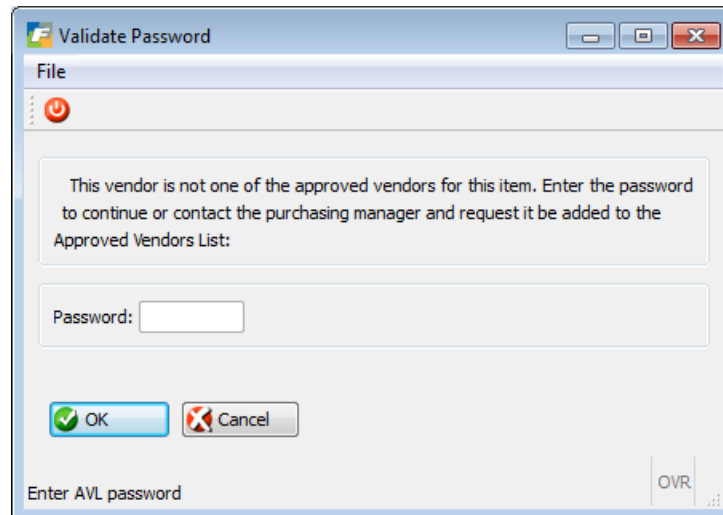 Validate Password
File
This vendor is not one of the approved vendors for this item. Enter the password
to continue or contact the purchasing manager and request it be added to the
Approved Vendors List:
Password:
OK
Cancel
Enter AVL password
OVR